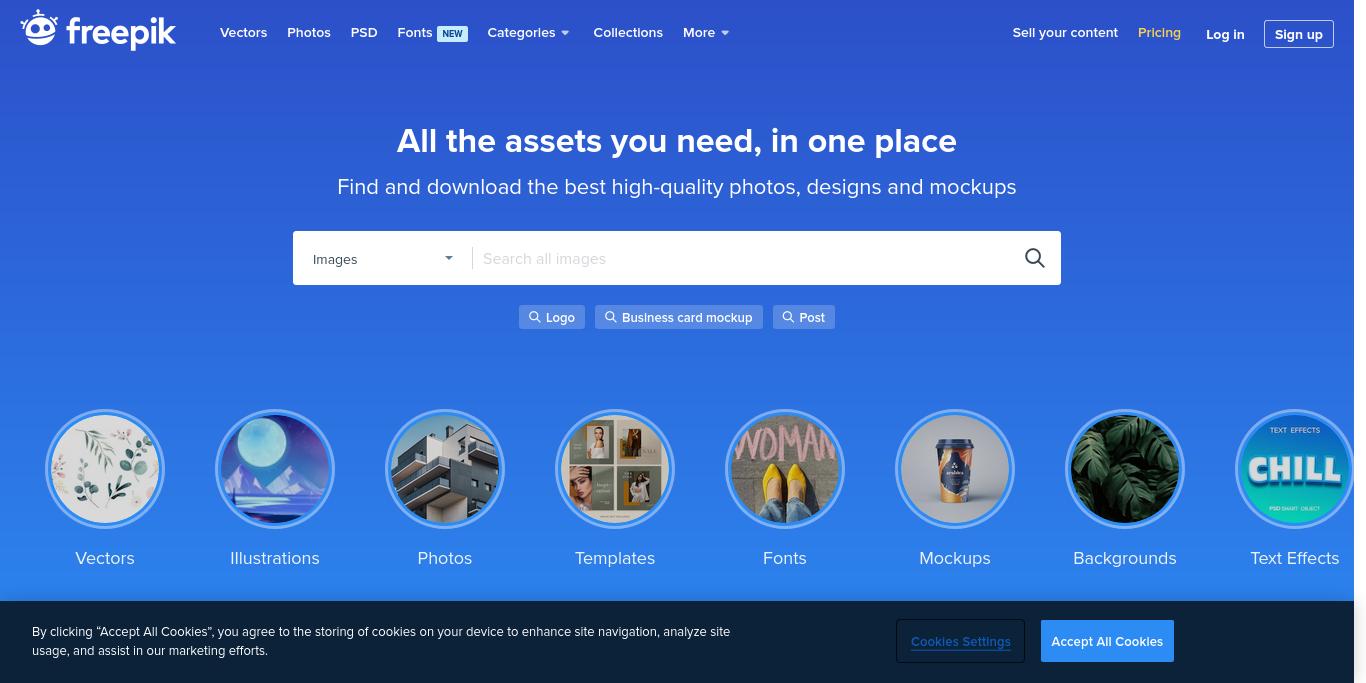 freepik
Vectors Photos PSD Fonts NEW Categories Collections More Sell your content Pricing Log in Sign up
All the assets you need, in one place
Find and download the best high-quality photos, designs and mockups
Images Search all images
Logo Business card mockup Post
WOMAN
TEXT EFFECTS
CHILL
PSD SMART OBJECT
Vectors Illustrations Photos Templates Fonts Mockups Backgrounds Text Effects
By clicking “Accept All Cookies”, you agree to the storing of cookies on your device to enhance site navigation, analyze site
usage, and assist in our marketing efforts.
Cookies Settings Accept All Cookies